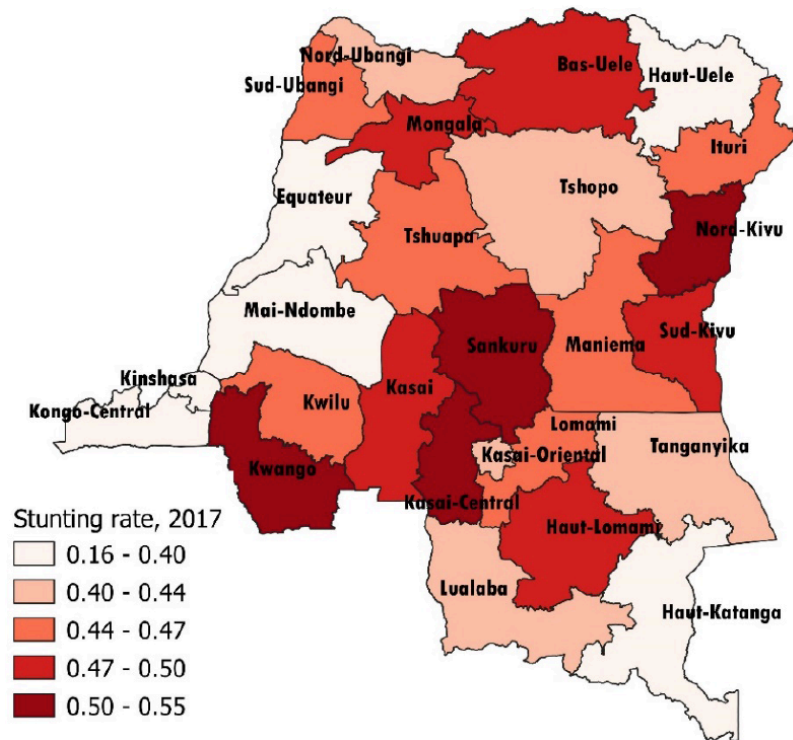 Nord-Ubangi
Bas-Uele
Haut-Uele
Sud-Ubangi
Mongala
Ituri
Equateur
Tshopo
Nord-Kivu
Tshuapa
Mai-Ndombe
Sankuru
Maniema
Sud-Kivu
Kinshasa
Kasai
Kongo-Central
Kwilu
Lomami
Tanganyika
Kasai-Oriental
Kwango
Kasai-Central
Haut-Lomami
Lualaba
Haut-Katanga
Stunting rate, 2017
0.16 - 0.40
0.40 - 0.44
0.44 - 0.47
0.47 - 0.50
0.50 - 0.55